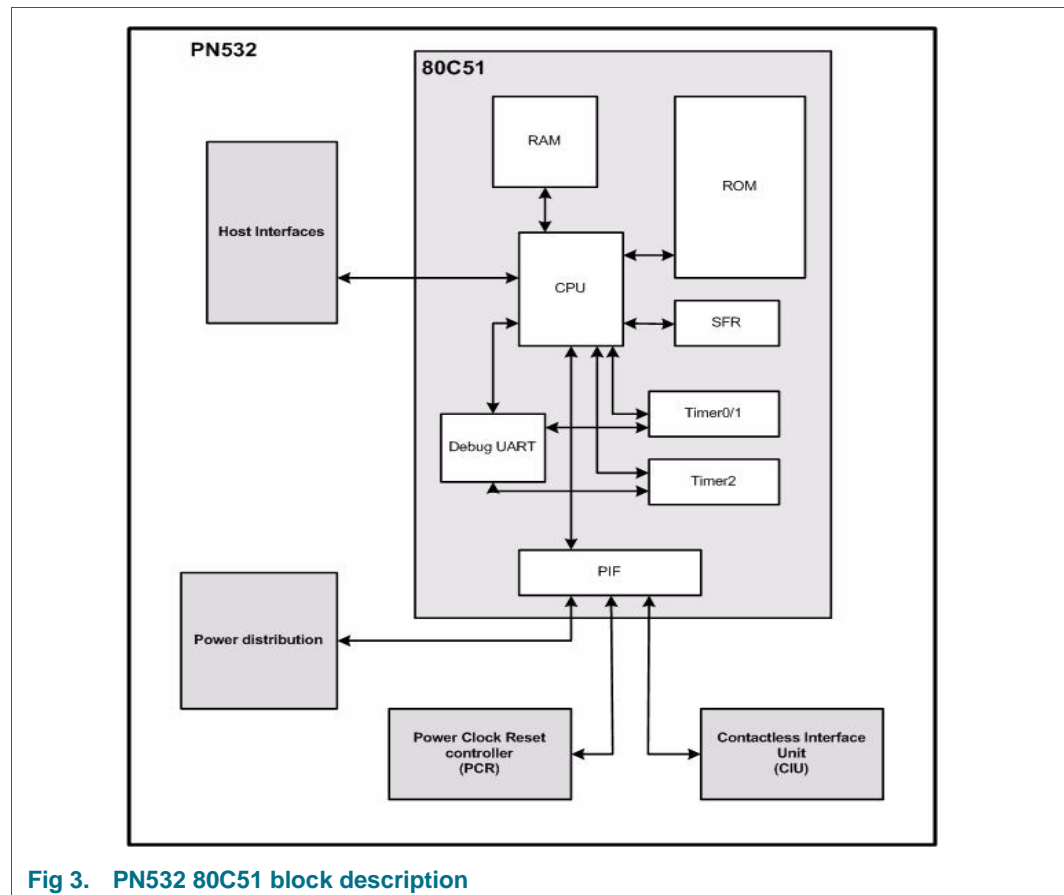 PN532
80C51
RAM
ROM
Host Interfaces
CPU
SFR
Timer0/1
Debug UART
Timer2
PIF
Power distribution
Power Clock Reset
controller
(PCR)
Contactless Interface
Unit
(CIU)
Fig 3. PN532 80C51 block description